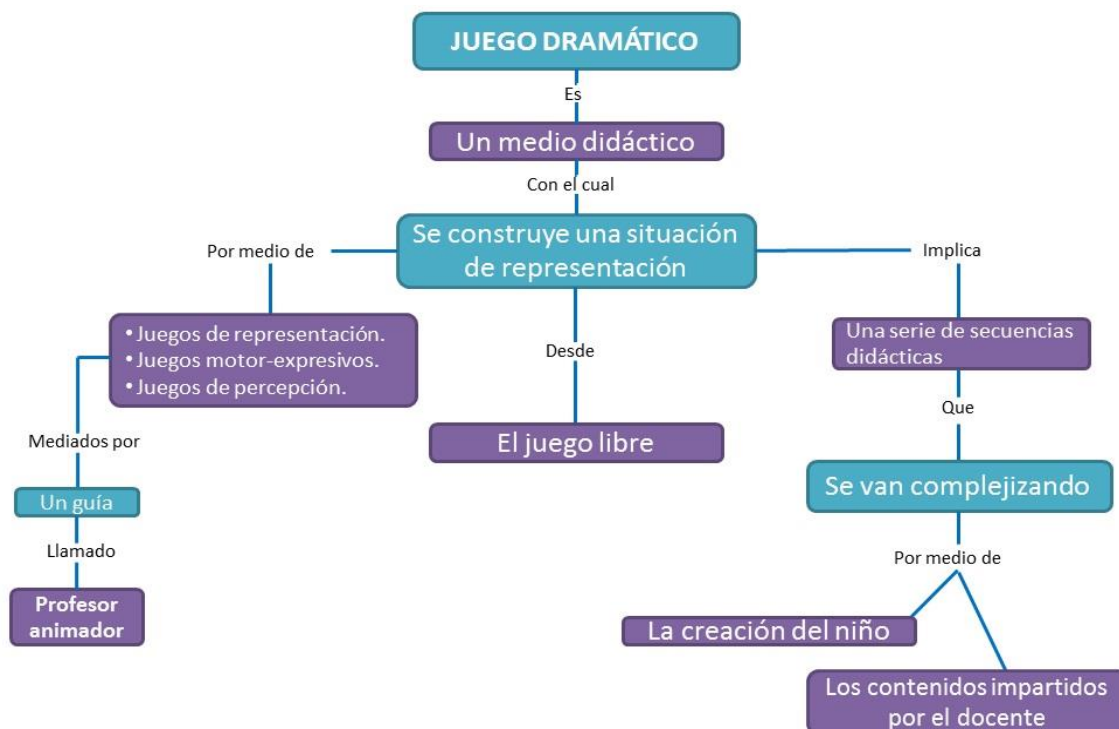 JUEGO DRAMÁTICO
Es
Un medio didáctico
Con el cual
Se construye una situación
de representación
Por medio de
Implica
• Juegos de representación.
• Juegos motor-expresivos.
• Juegos de percepción.
Desde
Una serie de secuencias
didácticas
Que
Mediados por
El juego libre
Un guía
Se van complejizando
Llamado
Por medio de
Profesor
animador
La creación del niño
Los contenidos impartidos
por el docente